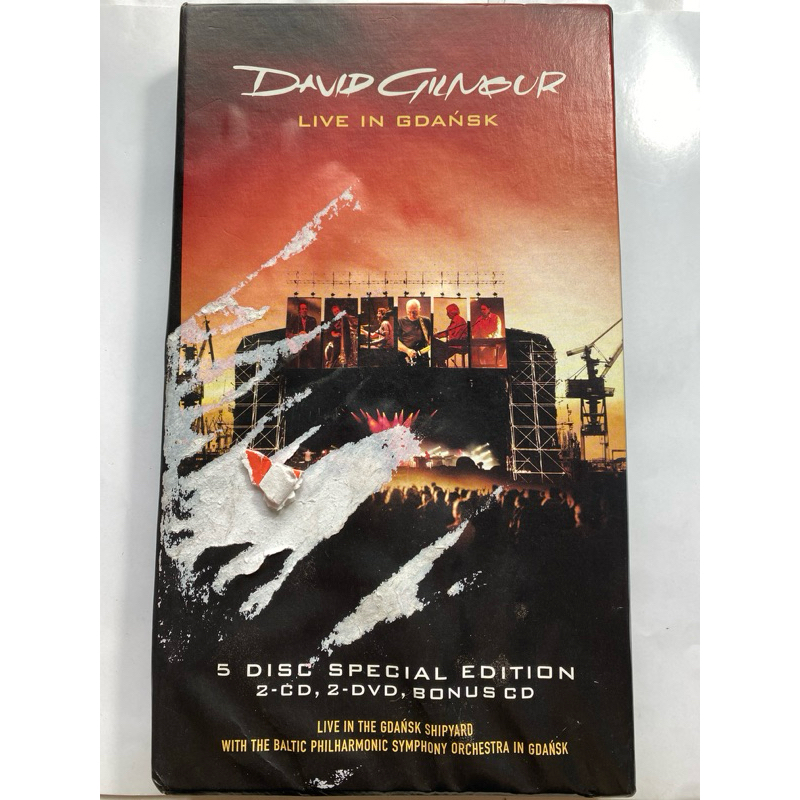 DAVID GILMOUR
LIVE IN GDAŃSK
5 DISC SPECIAL EDITION
2-CD, 2-DVD, BONUS CD
LIVE IN THE GDAŃSK SHIPYARD
WITH THE BALTIC PHILHARMONIC SYMPHONY ORCHESTRA IN GDAŃSK